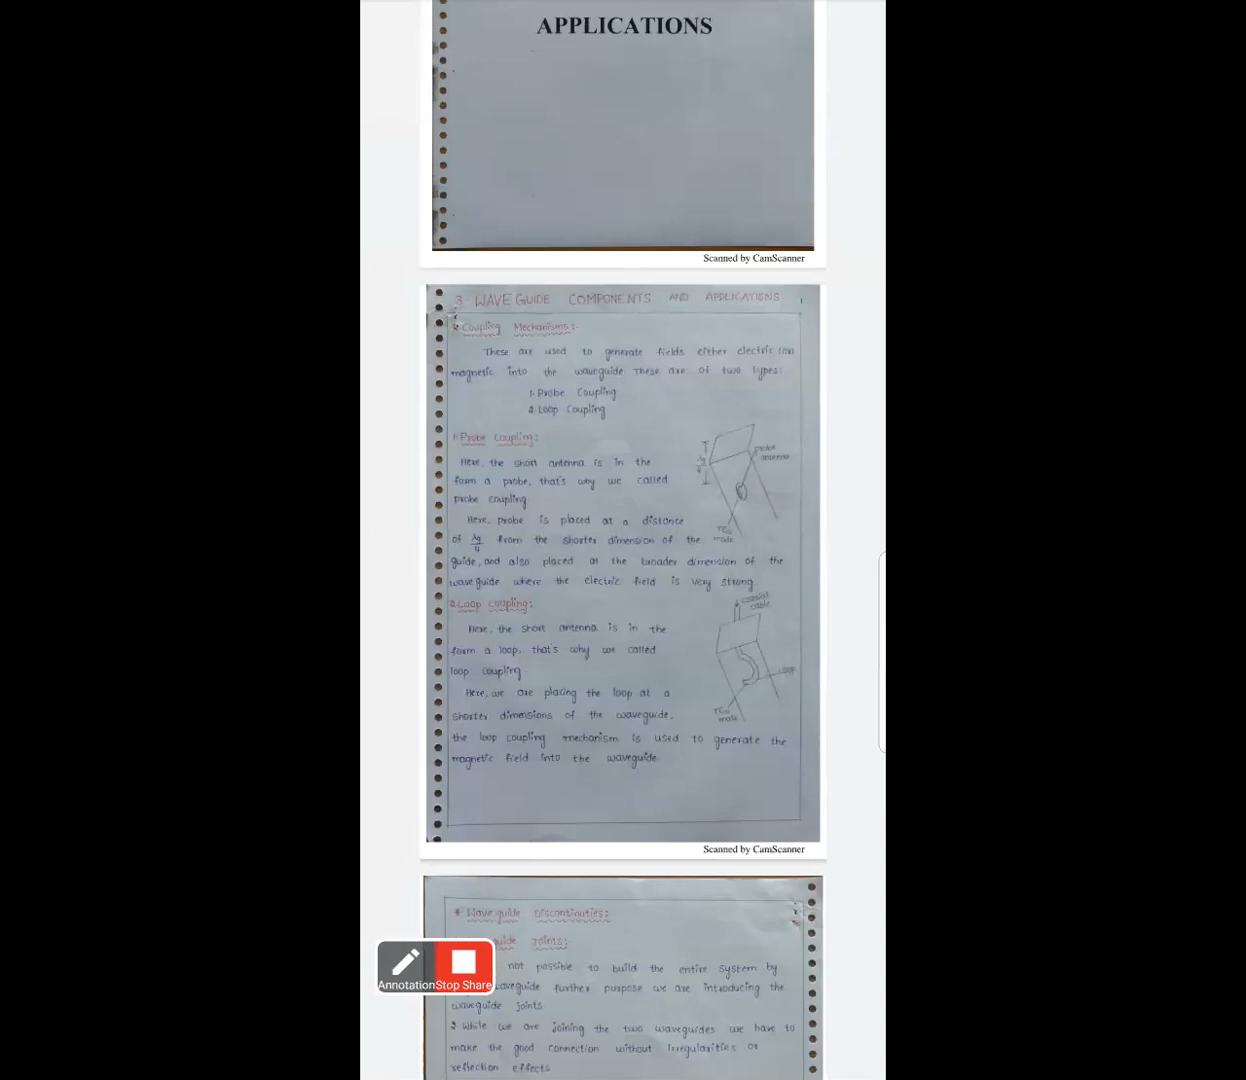 APPLICATIONS
Scanned by CamScanner
3. WAVE GUIDE COMPONENTS AND APPLICATIONS
* Coupling Mechanisms:-
These are used to generate fields either electric (or)
magnetic into the waveguide These are of two types:
1. Probe Coupling
2. Loop Coupling
1. Probe Coupling:
Here, the short antenna is in the
form a probe, that's why we called
probe coupling
Here, probe is placed at a distance
of λg/4 from the shorter dimension of the
guide, and also placed at the broader dimension of the
wave guide where the electric field is very strong
λg/4
probe
antenna
mode
2. Loop Coupling:
Here, the short antenna is in the
form a loop, that's why we called
loop coupling
Here, we are placing the loop at a
shorter dimensions of the waveguide,
the loop coupling mechanism is used to generate the
magnetic field into the waveguide
coaxial
cable
LOOP
mode
Scanned by CamScanner
* Wave guide Discontinuties:
guide Joints:
not possible to build the entire system by
waveguide further purpose we are introducing the
waveguide joints
2. While we are joining the two waveguides we have to
make the good connection without irregularities or
reflection effects
Annotation
Stop Share